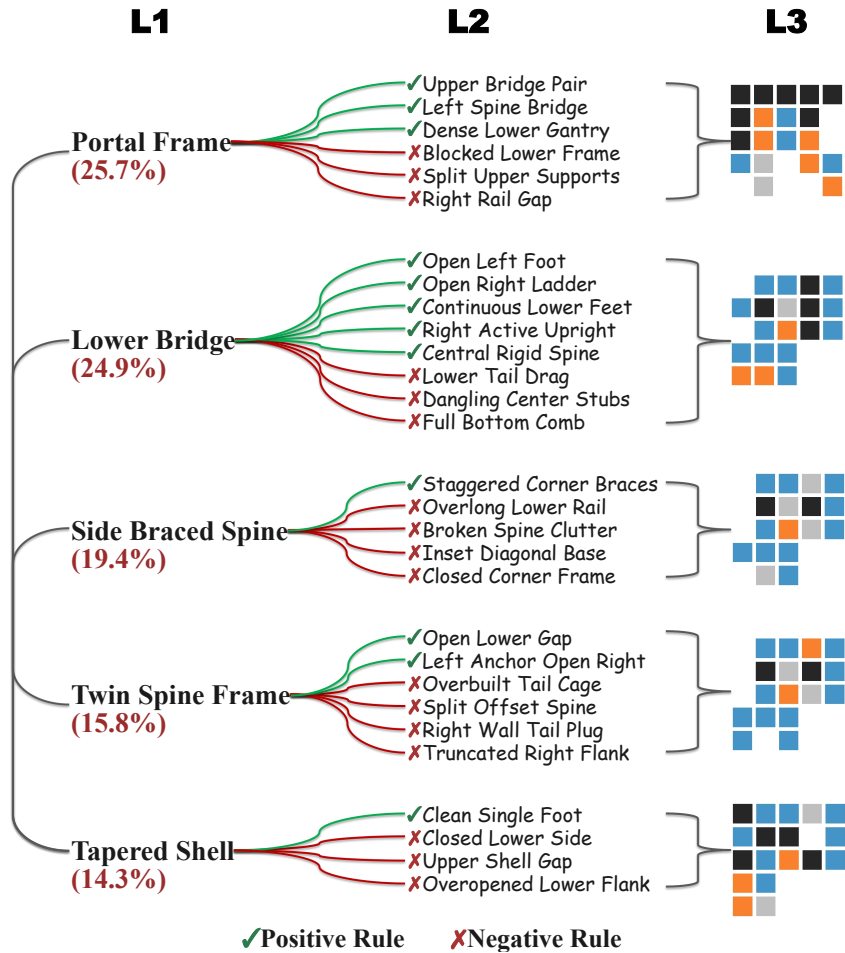 L1 L2 L3
Portal Frame
(25.7%)
✓Upper Bridge Pair
✓Left Spine Bridge
✓Dense Lower Gantry
✗Blocked Lower Frame
✗Split Upper Supports
✗Right Rail Gap
Lower Bridge
(24.9%)
✓Open Left Foot
✓Open Right Ladder
✓Continuous Lower Feet
✓Right Active Upright
✓Central Rigid Spine
✗Lower Tail Drag
✗Dangling Center Stubs
✗Full Bottom Comb
Side Braced Spine
(19.4%)
✓Staggered Corner Braces
✗Overlong Lower Rail
✗Broken Spine Clutter
✗Inset Diagonal Base
✗Closed Corner Frame
Twin Spine Frame
(15.8%)
✓Open Lower Gap
✓Left Anchor Open Right
✗Overbuilt Tail Cage
✗Split Offset Spine
✗Right Wall Tail Plug
✗Truncated Right Flank
Tapered Shell
(14.3%)
✓Clean Single Foot
✗Closed Lower Side
✗Upper Shell Gap
✗Overopened Lower Flank
✓Positive Rule ✗Negative Rule